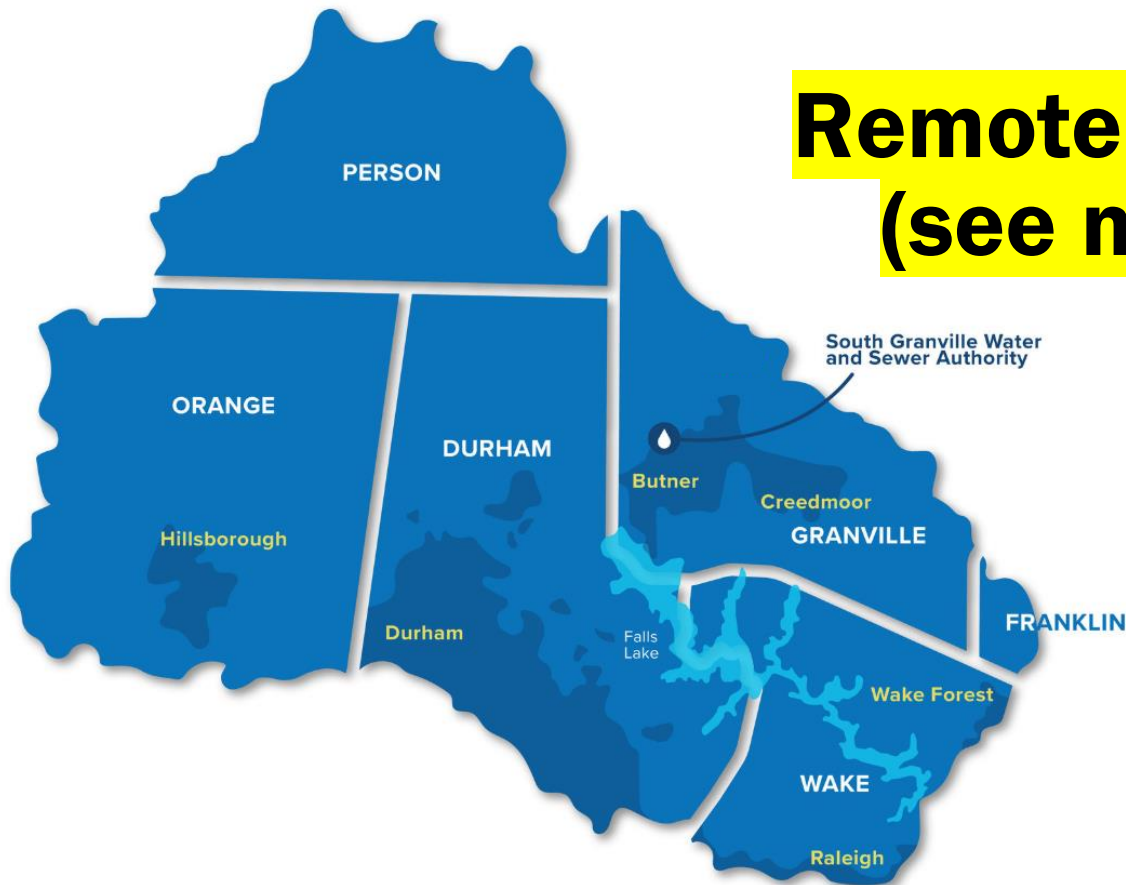 Remote
(see
PERSON
South Granville Water
and Sewer Authority
ORANGE
DURHAM
Butner
Creedmoor
GRANVILLE
Hillsborough
FRANKLIN
Durham
Falls
Lake
Wake Forest
WAKE
Raleigh